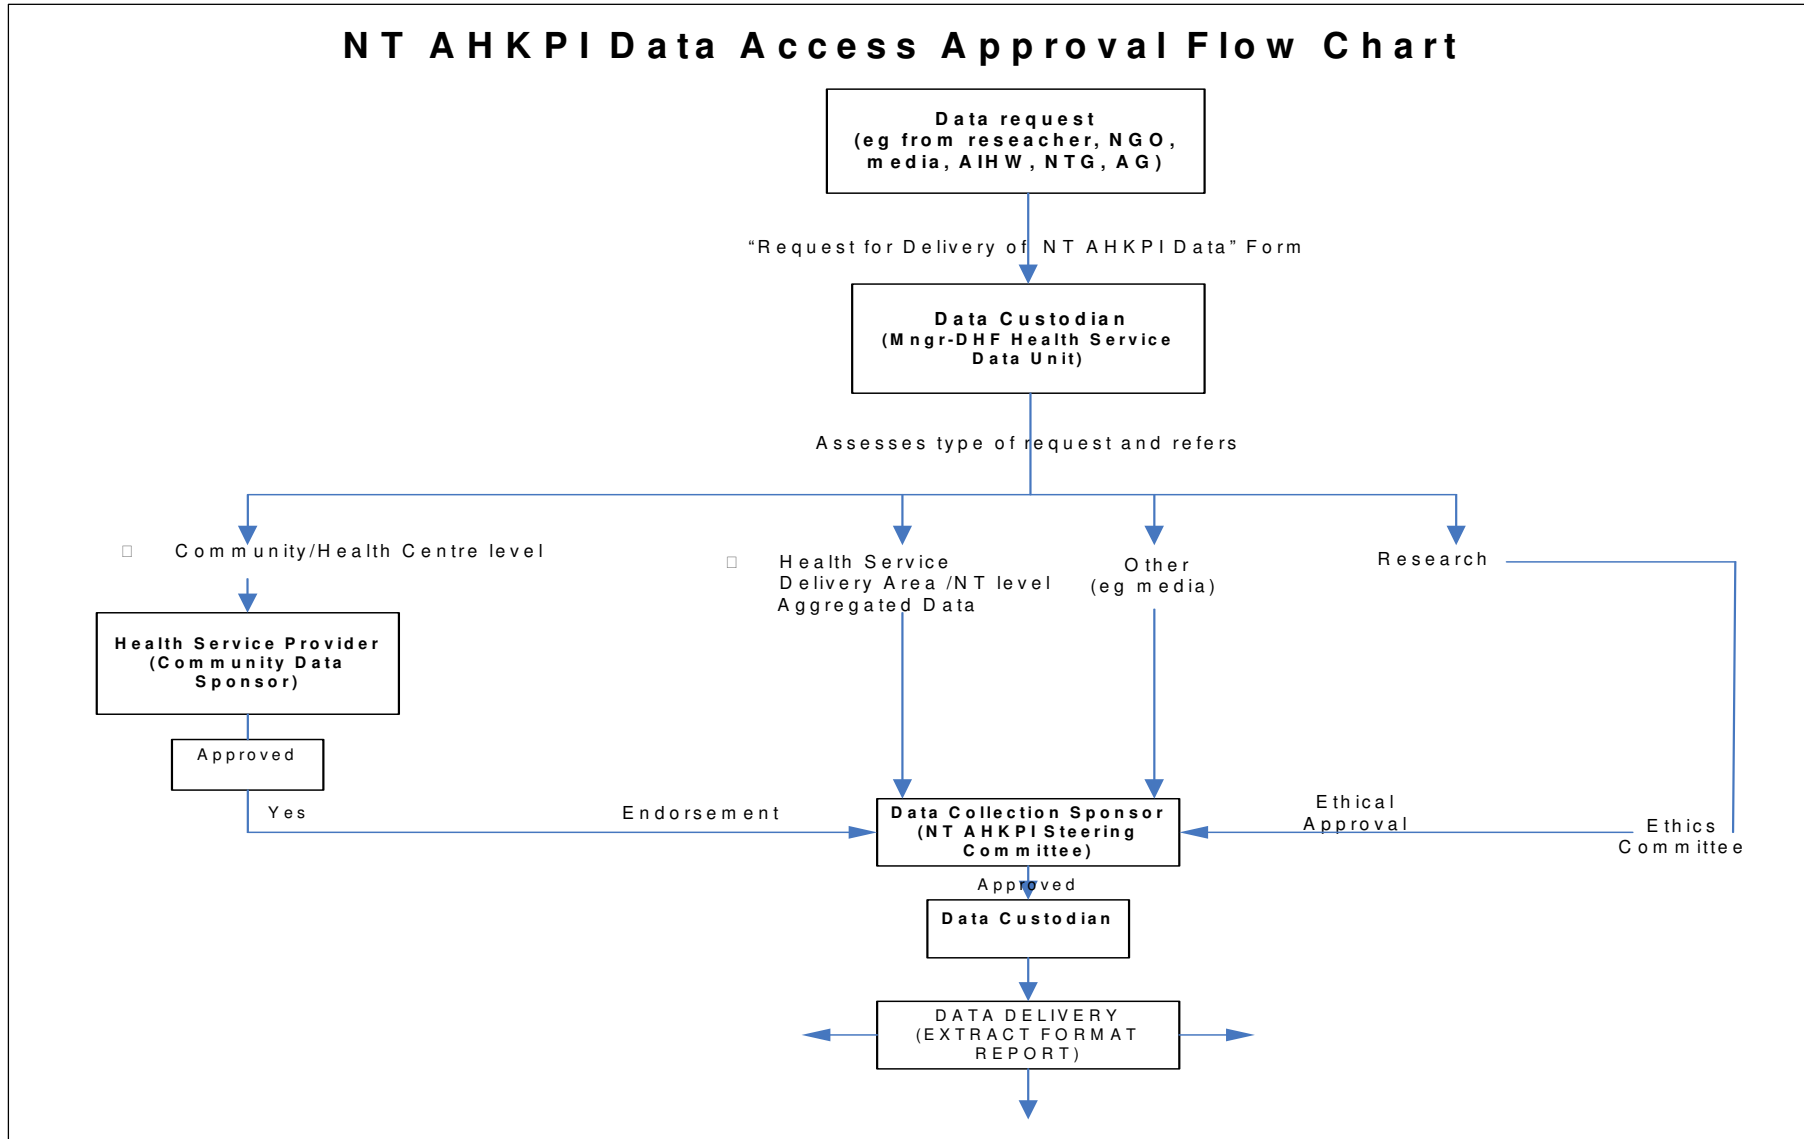 NT AHKPI Data Access Approval Flow Chart
Data request
(eg from reseacher, NGO,
media, AIHW, NTG, AG)
“Request for Delivery of NT AHKPI Data” Form
Data Custodian
(Mngr-DHF Health Service
Data Unit)
Assesses type of request and refers
Community/Health Centre level
Health Service
Delivery Area /NT level
Aggregated Data
Other
(eg media)
Research
Health Service Provider
(Community Data
Sponsor)
Approved
Yes
Endorsement
Data Collection Sponsor
(NT AHKPI Steering
Committee)
Ethical
Approval
Ethics
Committee
Approved
Data Custodian
DATA DELIVERY
(EXTRACT FORMAT
REPORT)